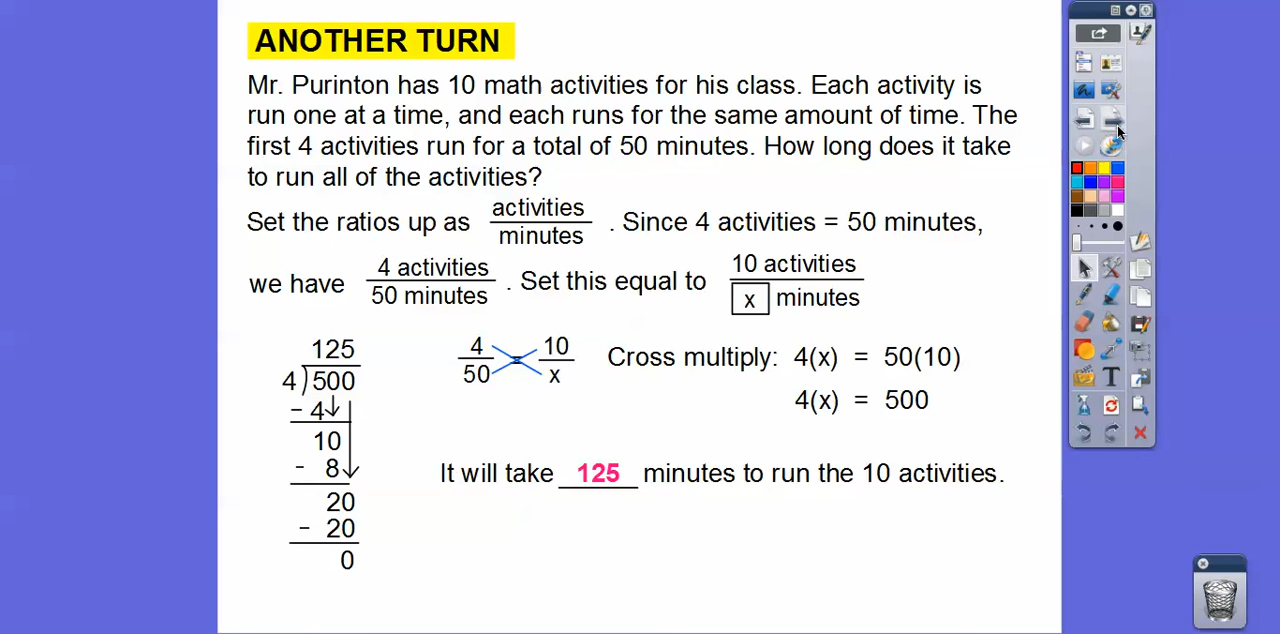 ANOTHER TURN
Mr. Purinton has 10 math activities for his class. Each activity is
run one at a time, and each runs for the same amount of time. The
first 4 activities run for a total of 50 minutes. How long does it take
to run all of the activities?
Set the ratios up as activities/minutes . Since 4 activities = 50 minutes,
we have 4 activities/50 minutes . Set this equal to 10 activities/x minutes
125
4)500
- 4
10
- 8
20
- 20
0
4/50 = 10/x
Cross multiply: 4(x) = 50(10)
4(x) = 500
It will take 125 minutes to run the 10 activities.
T